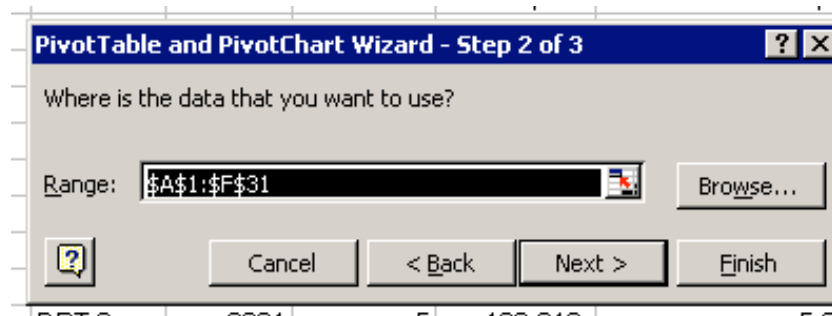 PivotTable and PivotChart Wizard - Step 2 of 3
Where is the data that you want to use?
Range: $A$1:$F$31 Browse...
Cancel < Back Next > Finish